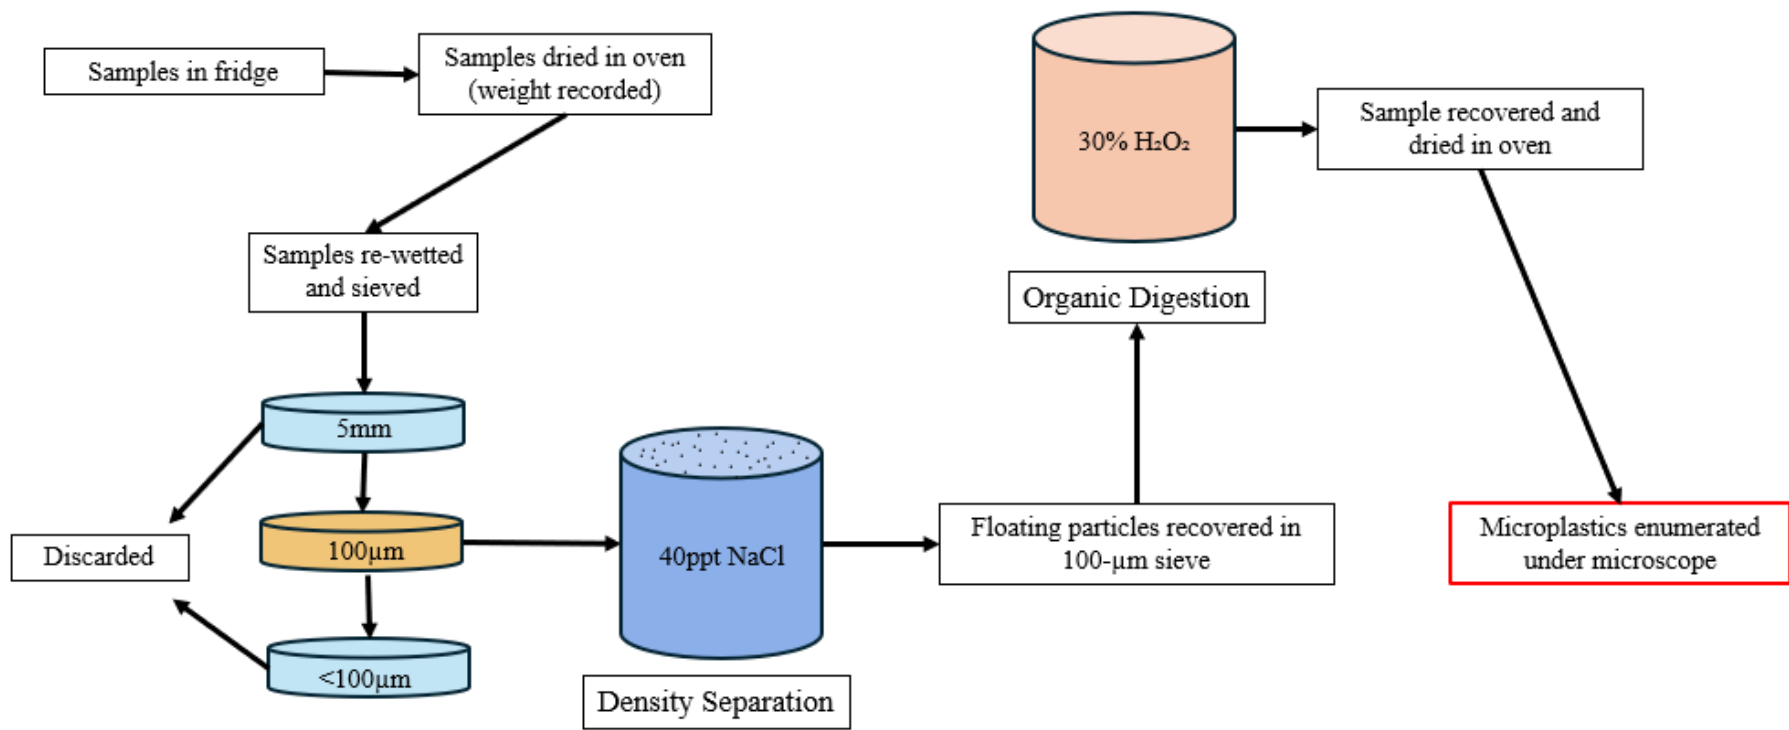 Samples in fridge
Samples dried in oven
(weight recorded)
Samples re-wetted
and sieved
5mm
100µm
<100µm
Discarded
40ppt NaCl
Density Separation
Floating particles recovered in
100-µm sieve
Organic Digestion
30% H₂O₂
Sample recovered and
dried in oven
Microplastics enumerated
under microscope